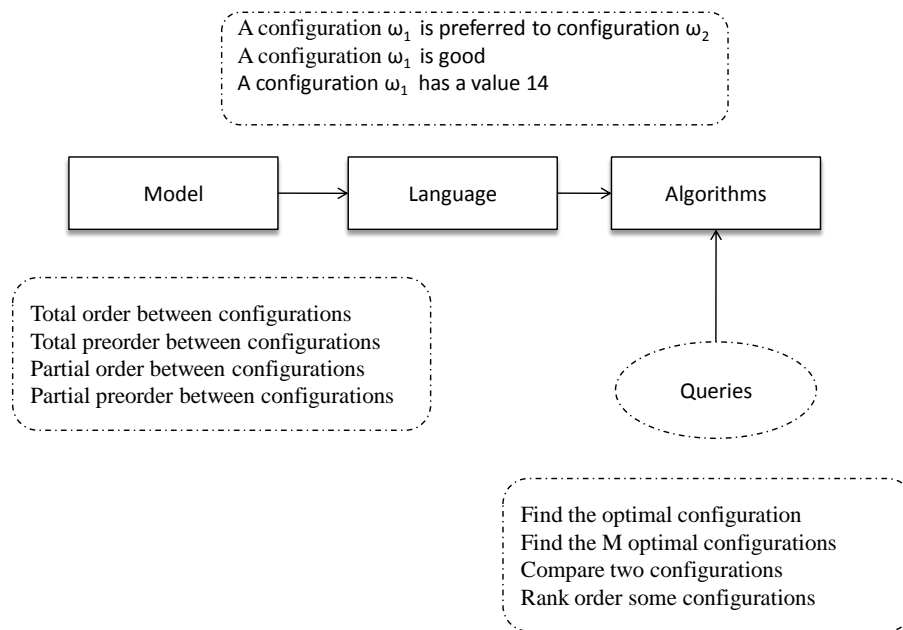 A configuration ω₁ is preferred to configuration ω₂
A configuration ω₁ is good
A configuration ω₁ has a value 14
Model
Language
Algorithms
Total order between configurations
Total preorder between configurations
Partial order between configurations
Partial preorder between configurations
Queries
Find the optimal configuration
Find the M optimal configurations
Compare two configurations
Rank order some configurations